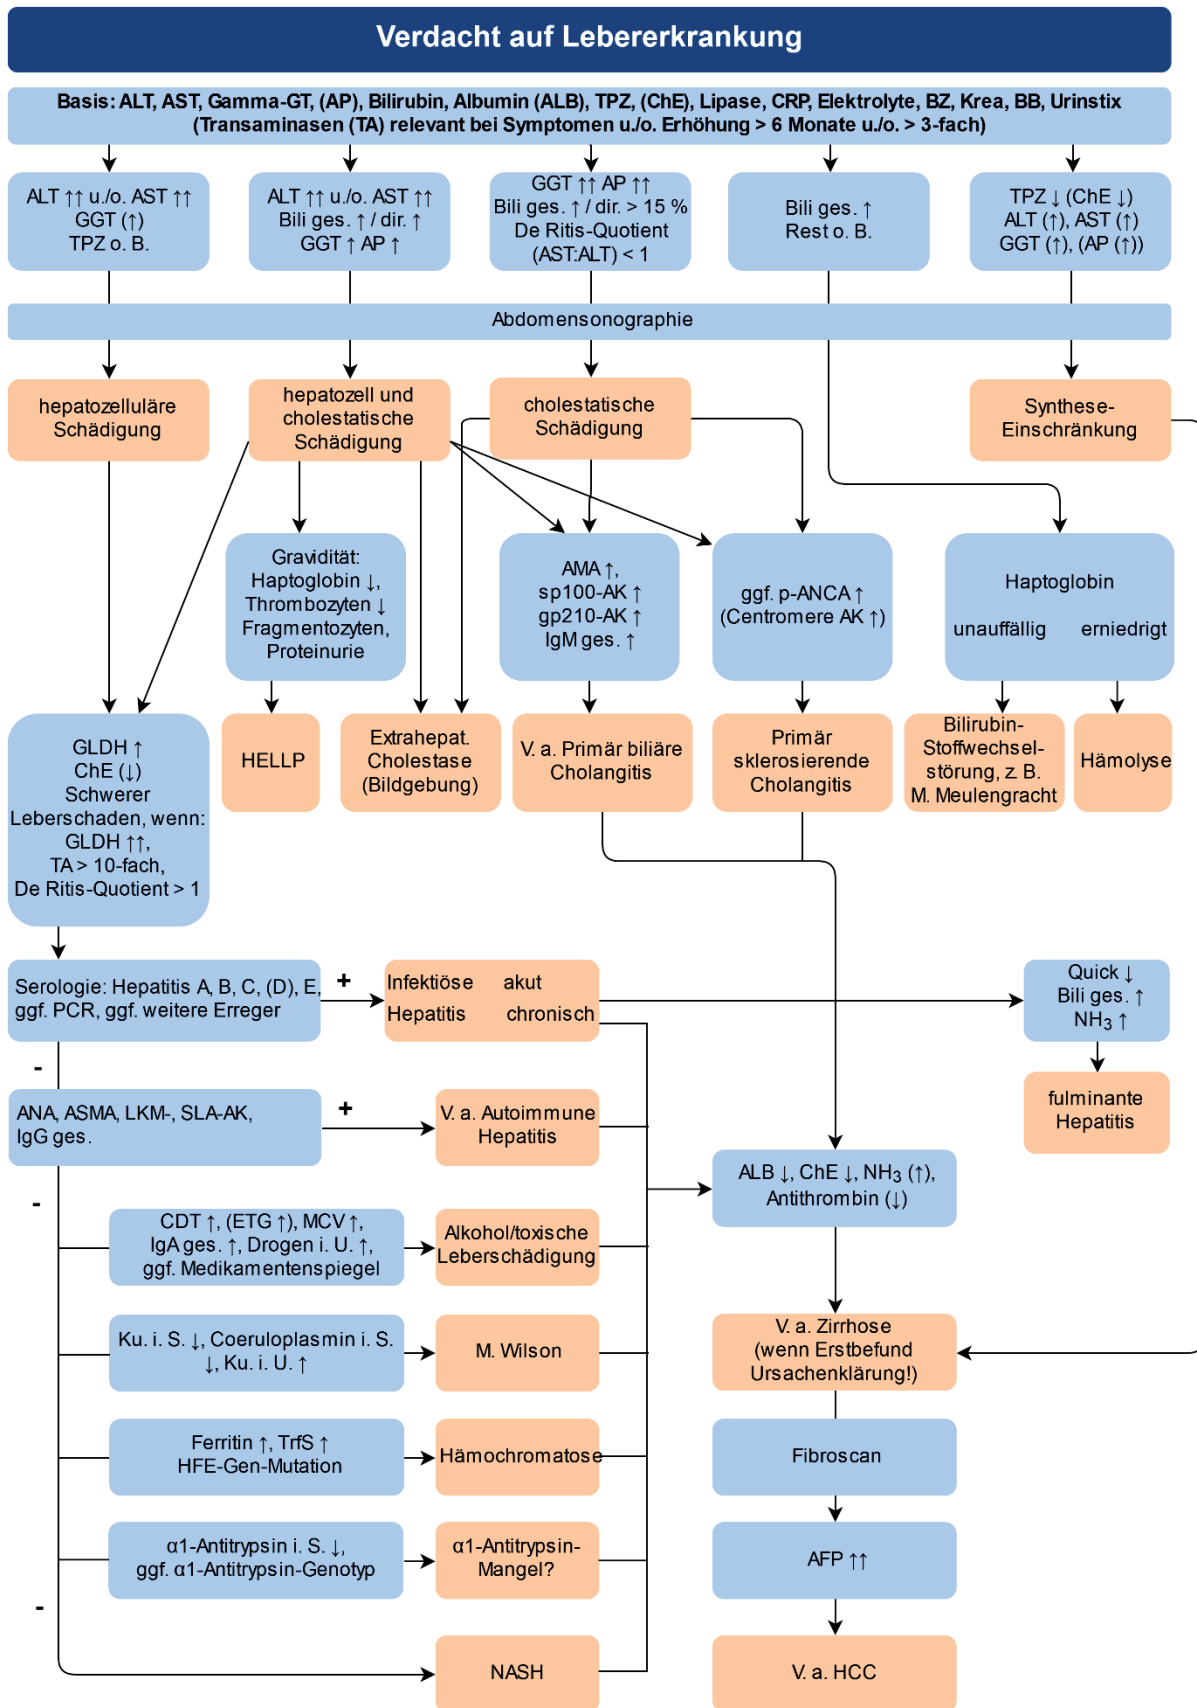 Verdacht auf Lebererkrankung
Basis: ALT, AST, Gamma-GT, (AP), Bilirubin, Albumin (ALB), TPZ, (ChE), Lipase, CRP, Elektrolyte, BZ, Krea, BB, Urinstix
(Transaminasen (TA) relevant bei Symptomen u./o. Erhöhung > 6 Monate u./o. > 3-fach)
ALT ↑↑ u./o. AST ↑↑
GGT (↑)
TPZ o. B.
ALT ↑↑ u./o. AST ↑↑
Bili ges. ↑ / dir. ↑
GGT ↑ AP ↑
GGT ↑↑ AP ↑↑
Bili ges. ↑ / dir. > 15 %
De Ritis-Quotient
(AST:ALT) < 1
Bili ges. ↑
Rest o. B.
TPZ ↓ (ChE ↓)
ALT (↑), AST (↑)
GGT (↑), (AP (↑))
Abdomensonographie
hepatozelluläre
Schädigung
hepatozell und
cholestatische
Schädigung
cholestatische
Schädigung
Synthese-
Einschränkung
Gravidität:
Haptoglobin ↓,
Thrombozyten ↓
Fragmentozyten,
Proteinurie
AMA ↑,
sp100-AK ↑
gp210-AK ↑
IgM ges. ↑
ggf. p-ANCA ↑
(Centromere AK ↑)
Haptoglobin
unauffällig erniedrigt
GLDH ↑
ChE (↓)
Schwerer
Leberschaden, wenn:
GLDH ↑↑,
TA > 10-fach,
De Ritis-Quotient > 1
HELLP
Extrahepat.
Cholestase
(Bildgebung)
V. a. Primär biliäre
Cholangitis
Primär
sklerosierende
Cholangitis
Bilirubin-
Stoffwechsel-
störung, z. B.
M. Meulengracht
Hämolyse
Serologie: Hepatitis A, B, C, (D), E,
ggf. PCR, ggf. weitere Erreger
+
Infektiöse akut
Hepatitis chronisch
Quick ↓
Bili ges. ↑
NH₃ ↑
-
fulminante
Hepatitis
ANA, ASMA, LKM-, SLA-AK,
IgG ges.
+
V. a. Autoimmune
Hepatitis
ALB ↓, ChE ↓, NH₃ (↑),
Antithrombin (↓)
-
CDT ↑, (ETG ↑), MCV ↑,
IgA ges. ↑, Drogen i. U. ↑,
ggf. Medikamentenspiegel
Alkohol/toxische
Leberschädigung
Ku. i. S. ↓, Coeruloplasmin i. S.
↓, Ku. i. U. ↑
M. Wilson
V. a. Zirrhose
(wenn Erstbefund
Ursachenklärung!)
Ferritin ↑, TrfS ↑
HFE-Gen-Mutation
Hämochromatose
Fibroscan
α1-Antitrypsin i. S. ↓,
ggf. α1-Antitrypsin-Genotyp
α1-Antitrypsin-
Mangel?
AFP ↑↑
-
NASH
V. a. HCC